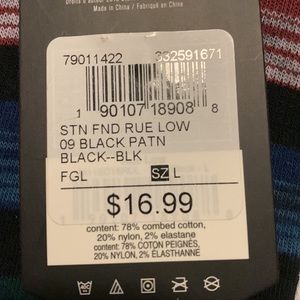 Made in China / Fabriqué en China
79011422 332591671
1 90107 18908 8
STN FND RUE LOW
09 BLACK PATN
BLACK--BLK
FGL SZ L
$16.99
content: 78% combed cotton,
20% nylon, 2% elastane
contenu: 78% COTON PEIGNÉS,
20% NYLON, 2% ÉLASTHANNE